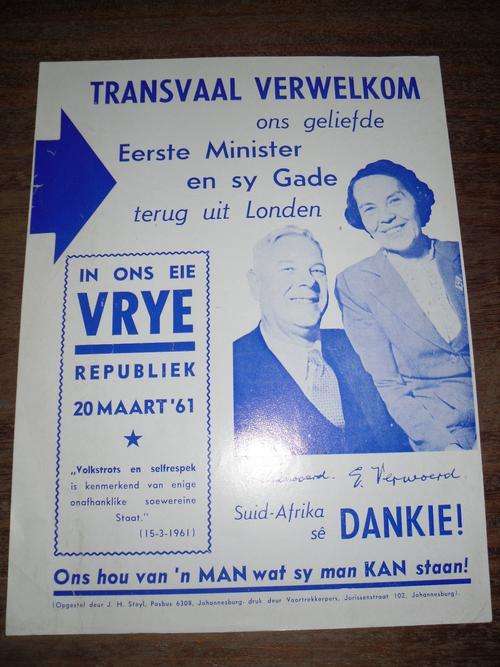 TRANSVAAL VERWELKOM
ons geliefde
Eerste Minister
en sy Gade
terug uit Londen
IN ONS EIE
VRYE
REPUBLIEK
20 MAART '61
„Volkstrots en selfrespek
is kenmerkend van enige
onafhanklike soewereine
Staat."
(15-3-1961)
Verwoerd.
Suid-Afrika
sê DANKIE!
Ons hou van 'n MAN wat sy man KAN staan!
(Opgestel deur J. H. Steyl, Posbus 6308, Johannesburg, druk deur Voortrekkerpers, Jorissenstraat 102, Johannesburg).